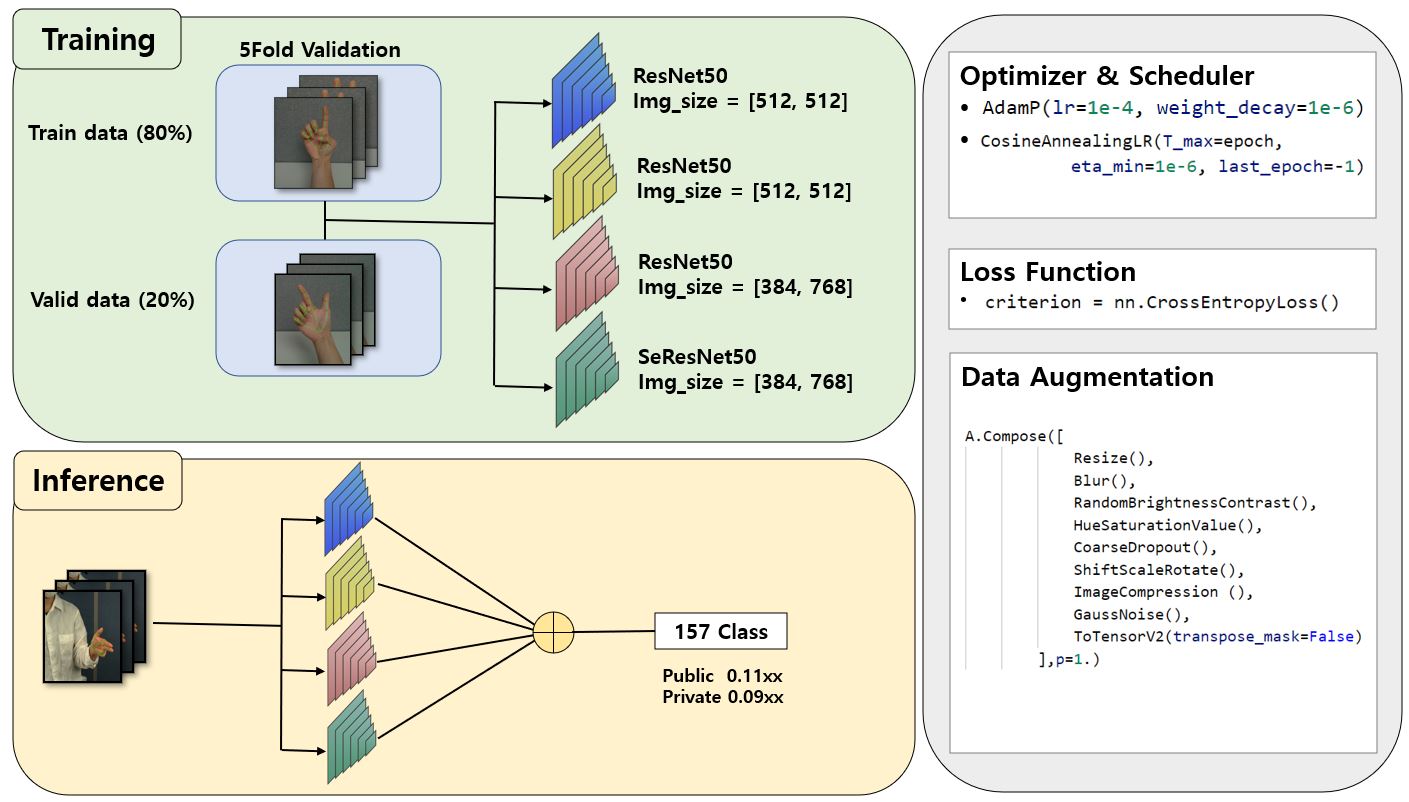 Training
5Fold Validation
Train data (80%)
Valid data (20%)
ResNet50
Img_size = [512, 512]
ResNet50
Img_size = [512, 512]
ResNet50
Img_size = [384, 768]
SeResNet50
Img_size = [384, 768]
Inference
157 Class
Public 0.11xx
Private 0.09xx
Optimizer & Scheduler
• AdamP(lr=1e-4, weight_decay=1e-6)
• CosineAnnealingLR(T_max=epoch,
eta_min=1e-6, last_epoch=-1)
Loss Function
• criterion = nn.CrossEntropyLoss()
Data Augmentation
A.Compose([
Resize(),
Blur(),
RandomBrightnessContrast(),
HueSaturationValue(),
CoarseDropout(),
ShiftScaleRotate(),
ImageCompression (),
GaussNoise(),
ToTensorV2(transpose_mask=False)
],p=1.)